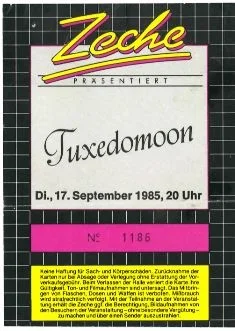 Zeche
PRÄSENTIERT
Tuxedomoon
Di., 17. September 1985, 20 Uhr
Nº 1186
Keine Haftung für Sach- und Körperschäden. Zurücknahme der
Karten nur bei Absage oder Verlegung ohne Erstattung der Vor-
verkaufsgebühr. Beim Verlassen der Halle verliert die Karte ihre
Gültigkeit. Ton- und Filmaufnahmen sind untersagt. Das Mitbrin-
gen von Flaschen, Dosen und Waffen ist verboten. Mißbrauch
wird strafrechtlich verfolgt. Mit der Teilnahme an der Veranstal-
tung erhält die Zeche ggf. die Berechtigung, Bildaufnahmen von
den Besuchern der Veranstaltung – ohne besondere Vergütung –
zu machen und über einen Sender auszustrahlen.